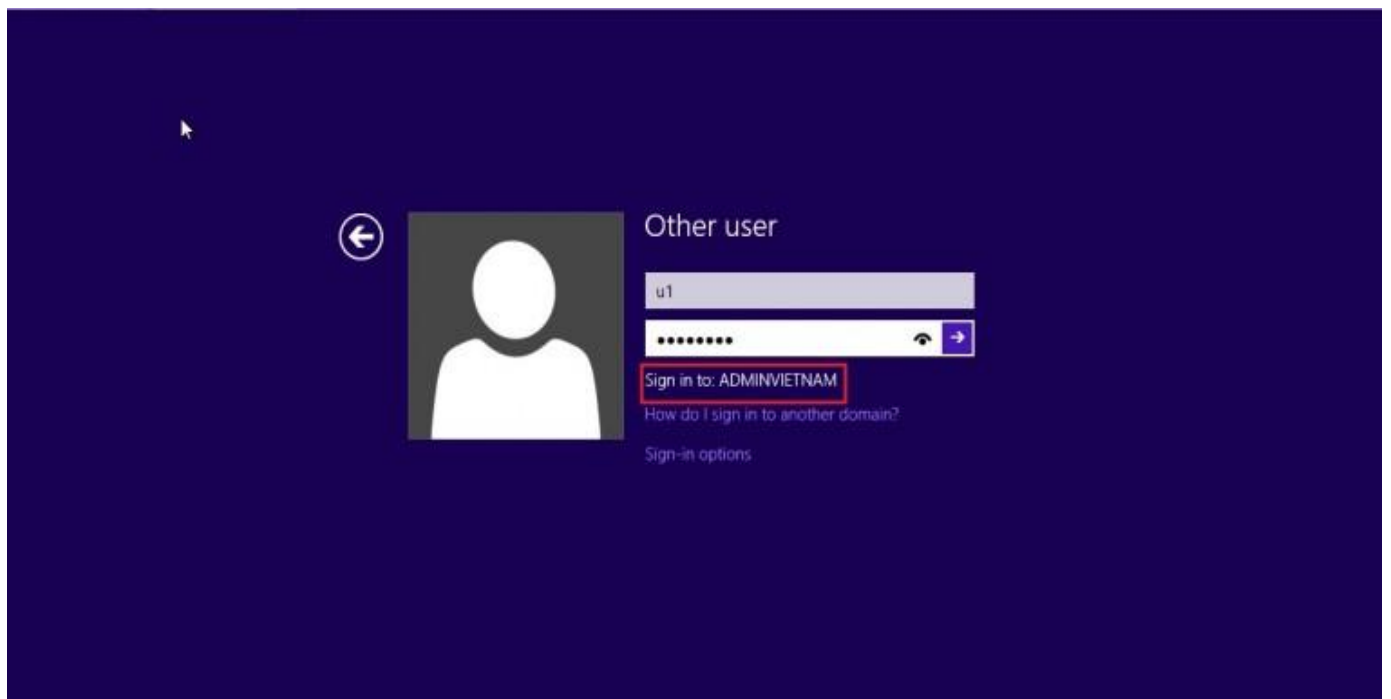 Other user
u1
••••••••
Sign in to: ADMINVIETNAM
How do I sign in to another domain?
Sign-in options